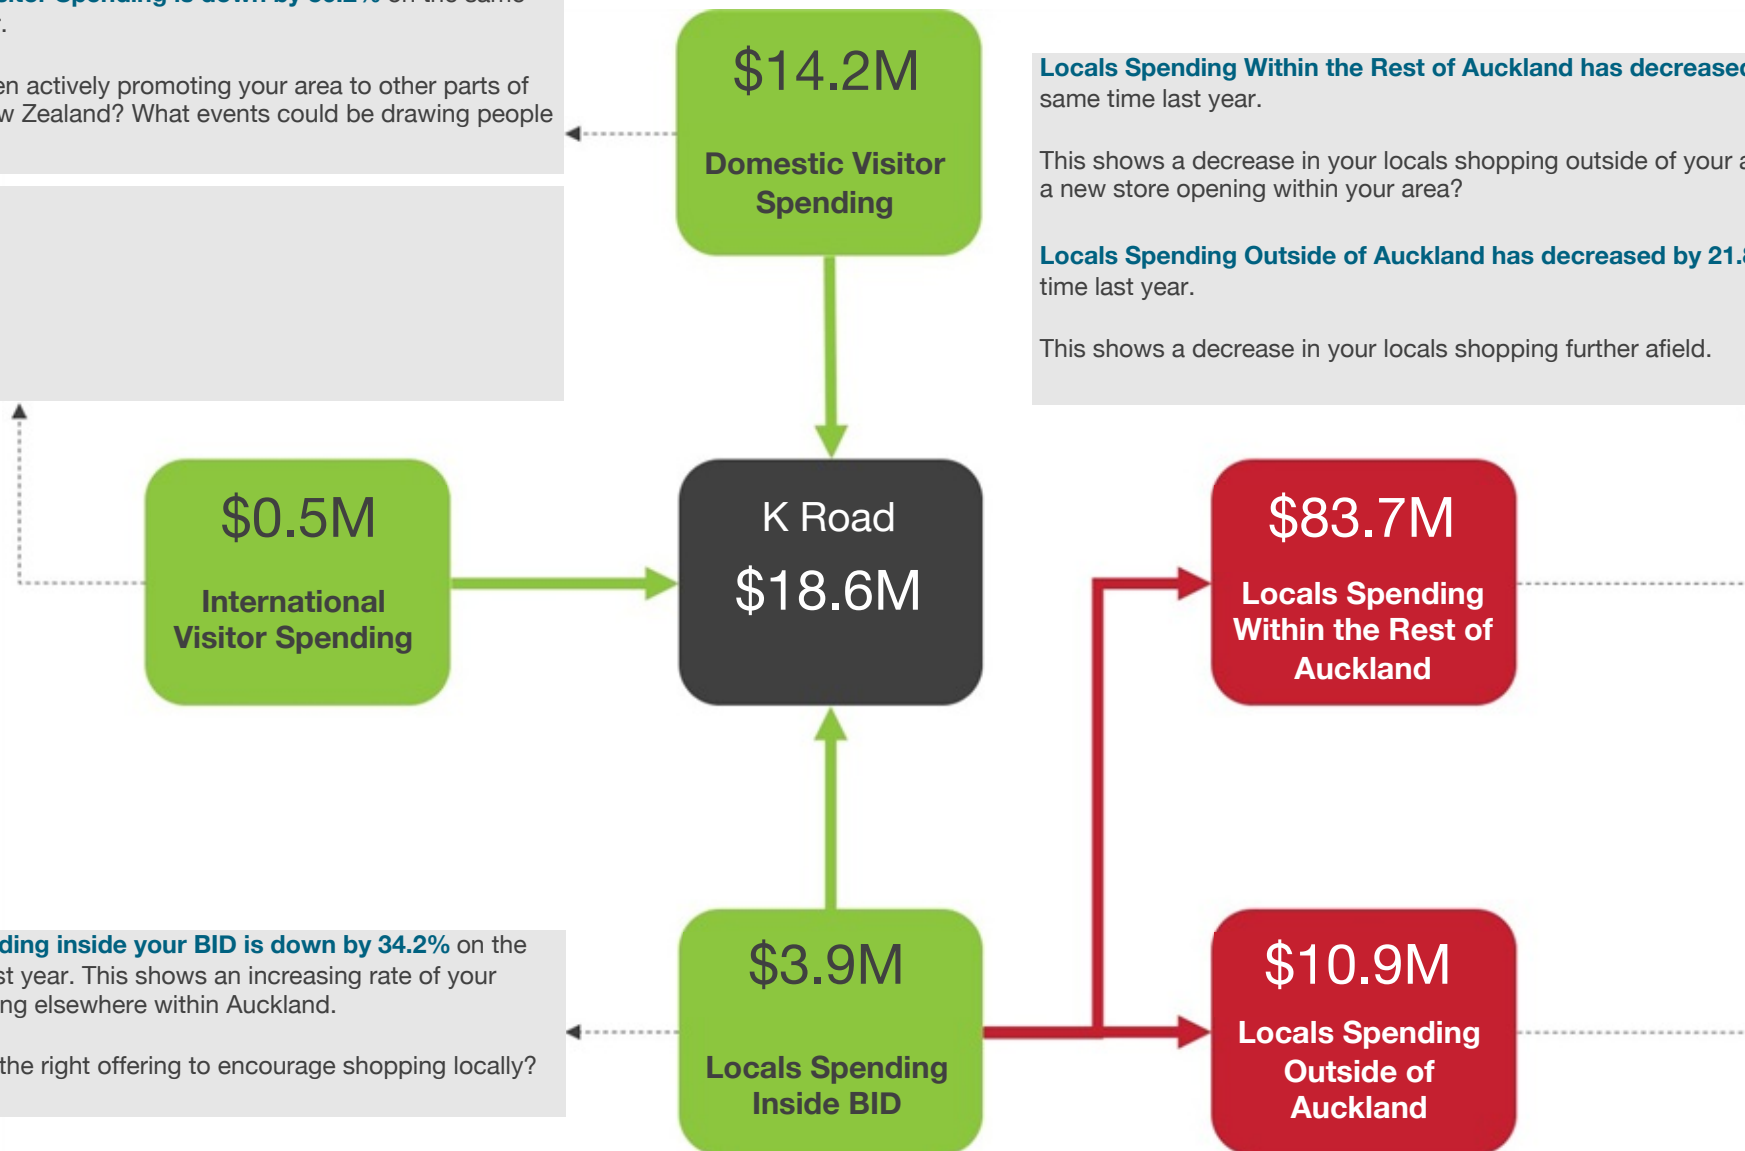 on the same
en actively promoting your area to other parts of
w Zealand? What events could be drawing people
$14.2M
Domestic Visitor
Spending
Locals Spending Within the Rest of Auckland has decreased
same time last year.
This shows a decrease in your locals shopping outside of your a
a new store opening within your area?
Locals Spending Outside of Auckland has decreased by 21.8
time last year.
This shows a decrease in your locals shopping further afield.
$0.5M
International
Visitor Spending
K Road
$18.6M
$83.7M
Locals Spending
Within the Rest of
Auckland
ding inside your BID is down by 34.2% on the
st year. This shows an increasing rate of your
ng elsewhere within Auckland.
the right offering to encourage shopping locally?
$3.9M
Locals Spending
Inside BID
$10.9M
Locals Spending
Outside of
Auckland